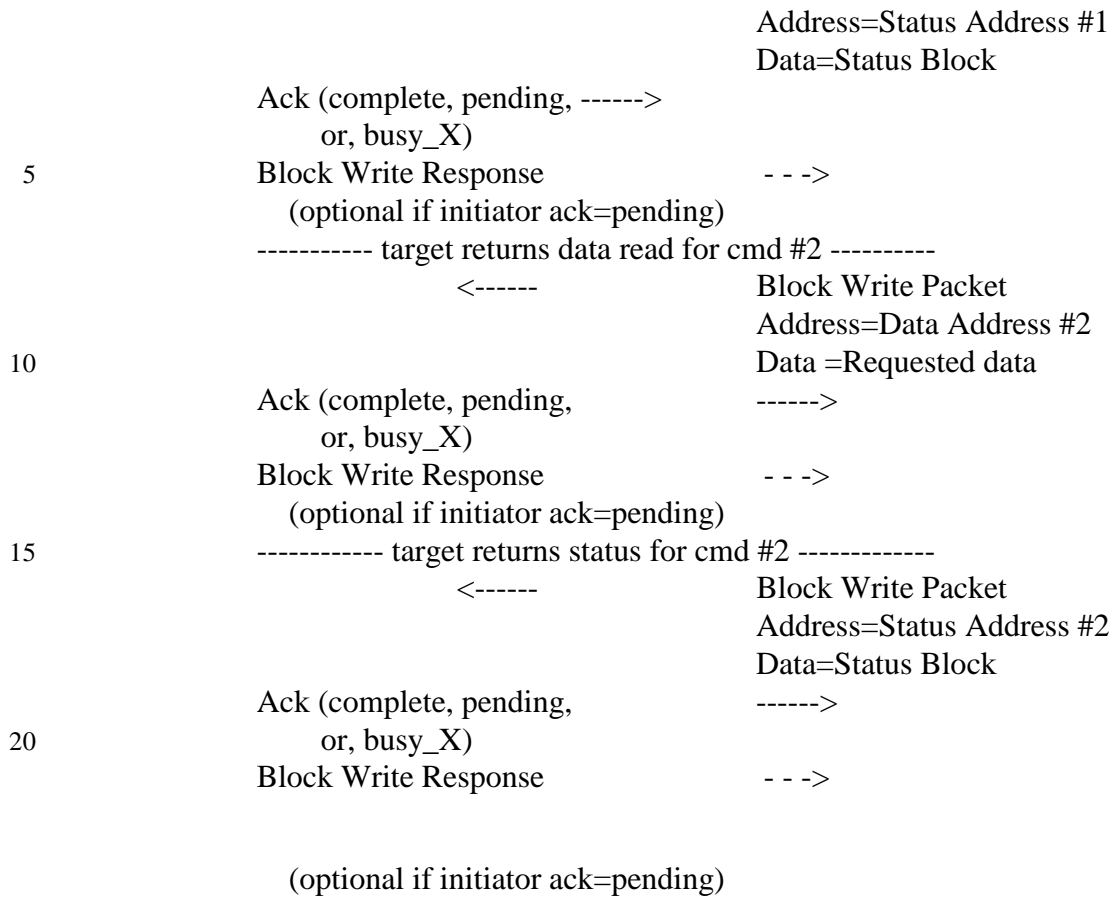 Address=Status Address #1
Data=Status Block
Ack (complete, pending, ------>
or, busy_X)
5 Block Write Response - - ->
(optional if initiator ack=pending)
----------- target returns data read for cmd #2 ----------
<------ Block Write Packet
Address=Data Address #2
10 Data =Requested data
Ack (complete, pending, ------>
or, busy_X)
Block Write Response - - ->
(optional if initiator ack=pending)
15 ------------ target returns status for cmd #2 -------------
<------ Block Write Packet
Address=Status Address #2
Data=Status Block
Ack (complete, pending, ------>
20 or, busy_X)
Block Write Response - - ->
(optional if initiator ack=pending)